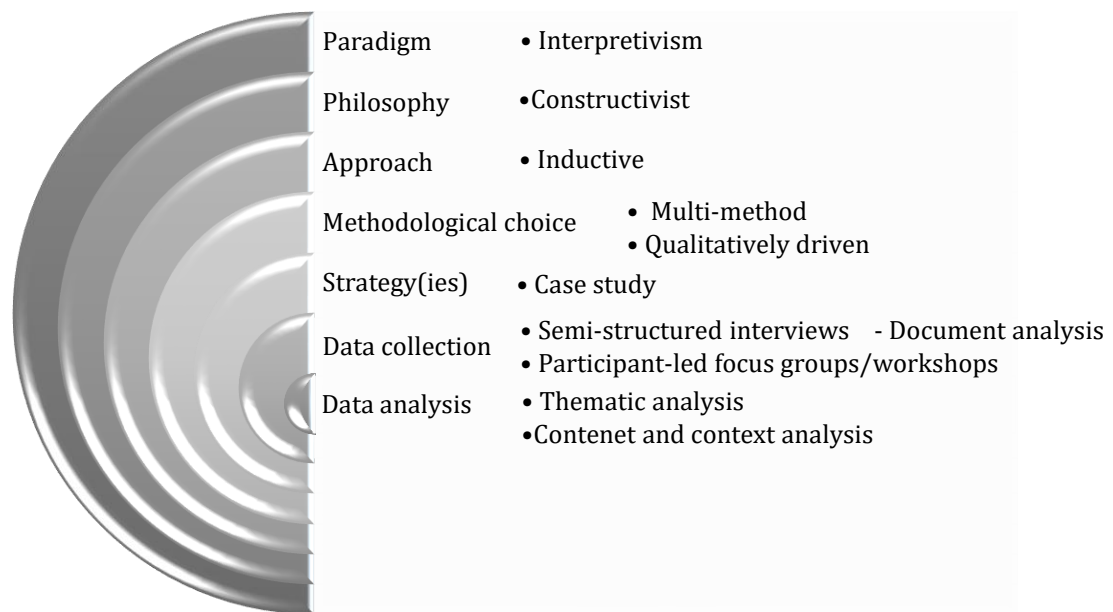 Paradigm • Interpretivism
Philosophy •Constructivist
Approach • Inductive
Methodological choice • Multi-method
• Qualitatively driven
Strategy(ies) • Case study
Data collection • Semi-structured interviews - Document analysis
• Participant-led focus groups/workshops
Data analysis • Thematic analysis
•Contenet and context analysis